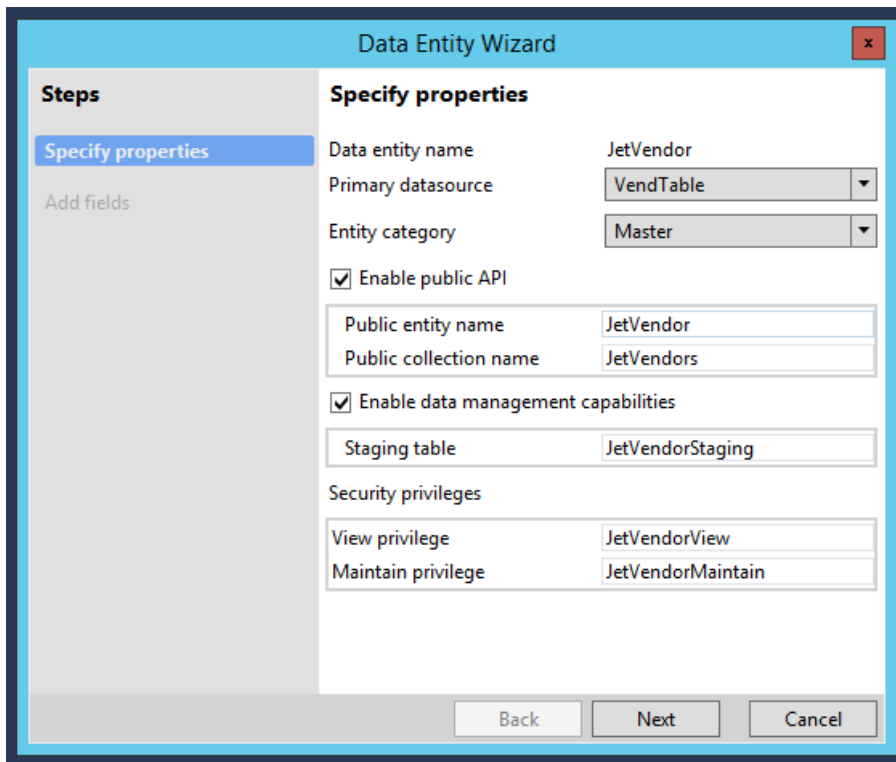 Data Entity Wizard
x
Steps
Specify properties
Add fields
Specify properties
Data entity name JetVendor
Primary datasource VendTable
Entity category Master
Enable public API
Public entity name JetVendor
Public collection name JetVendors
Enable data management capabilities
Staging table JetVendorStaging
Security privileges
View privilege JetVendorView
Maintain privilege JetVendorMaintain
Back Next Cancel